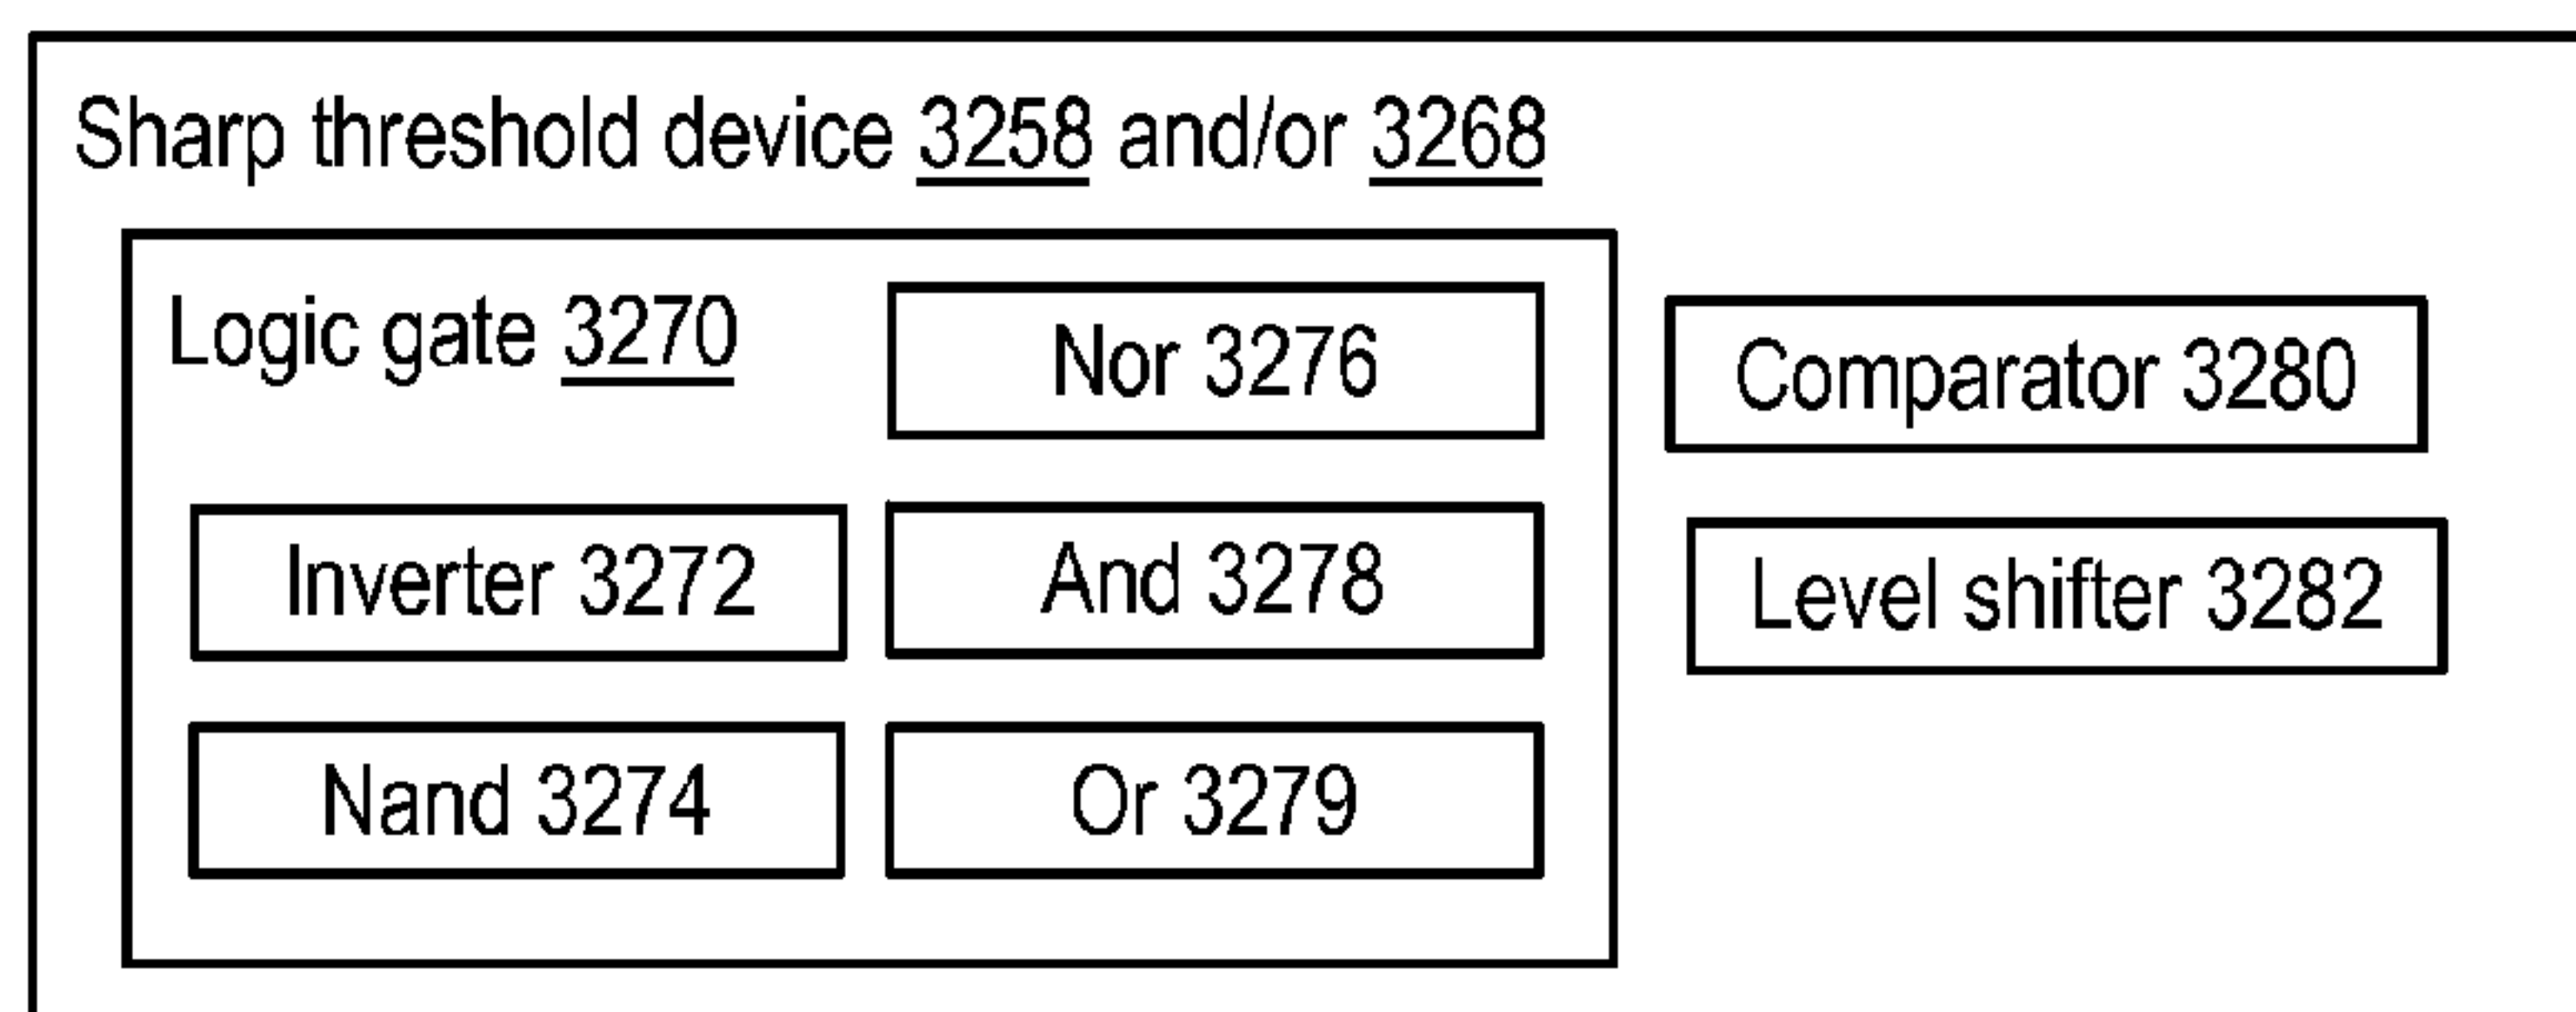 Sharp threshold device 3258 and/or 3268
Logic gate 3270
Nor 3276
Comparator 3280
Inverter 3272
And 3278
Level shifter 3282
Nand 3274
Or 3279